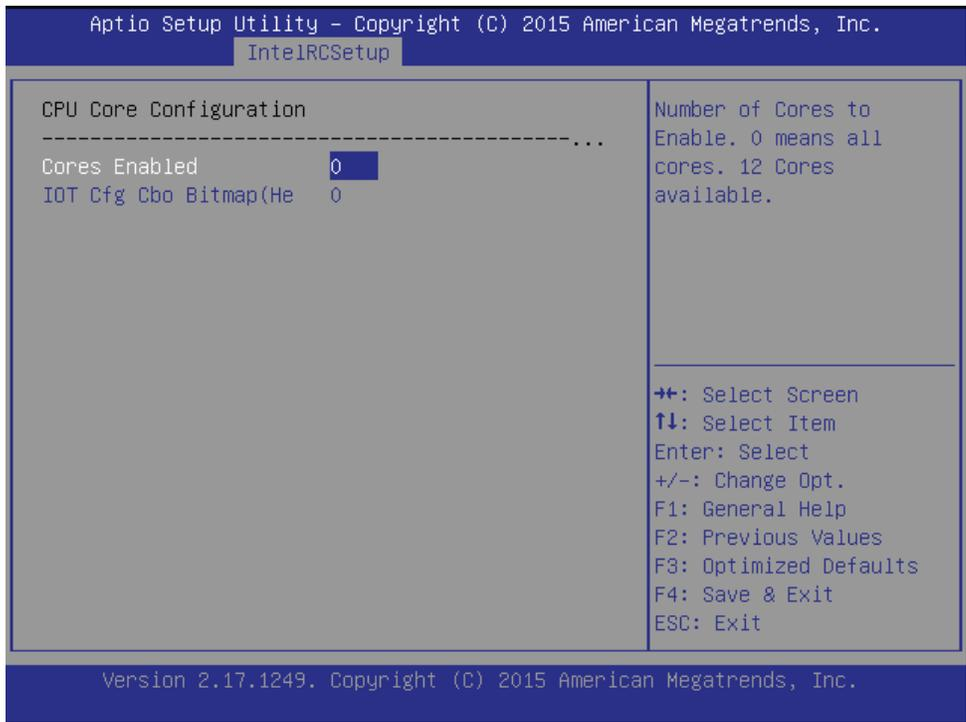 Aptio Setup Utility – Copyright (C) 2015 American Megatrends, Inc.
IntelRCSetup
CPU Core Configuration
--------------------------------------------...
Cores Enabled 0
IOT Cfg Cbo Bitmap(He 0
Number of Cores to
Enable. 0 means all
cores. 12 Cores
available.
→←: Select Screen
↑↓: Select Item
Enter: Select
+/-: Change Opt.
F1: General Help
F2: Previous Values
F3: Optimized Defaults
F4: Save & Exit
ESC: Exit
Version 2.17.1249. Copyright (C) 2015 American Megatrends, Inc.